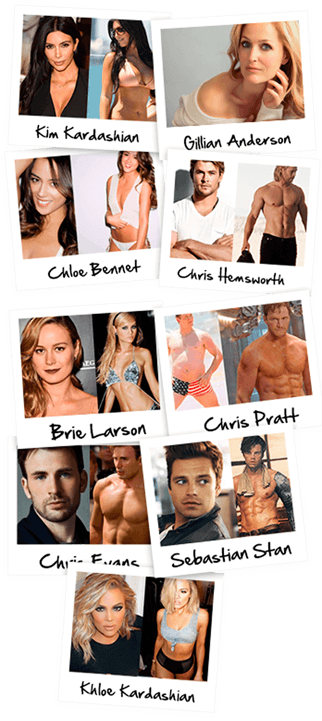 Kim Kardashian
Gillian Anderson
Chloe Bennet
Chris Hemsworth
Brie Larson
Chris Pratt
Chris Evans
Sebastian Stan
Khloe Kardashian